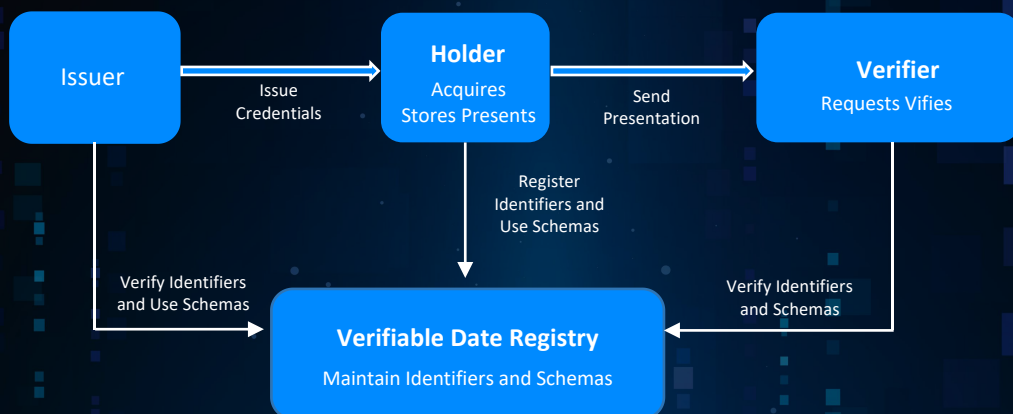 Issuer
Issue
Credentials
Holder
Acquires
Stores Presents
Send
Presentation
Verifier
Requests Vifies
Register
Identifiers and
Use Schemas
Verify Identifiers
and Use Schemas
Verify Identifiers
and Schemas
Verifiable Date Registry
Maintain Identifiers and Schemas